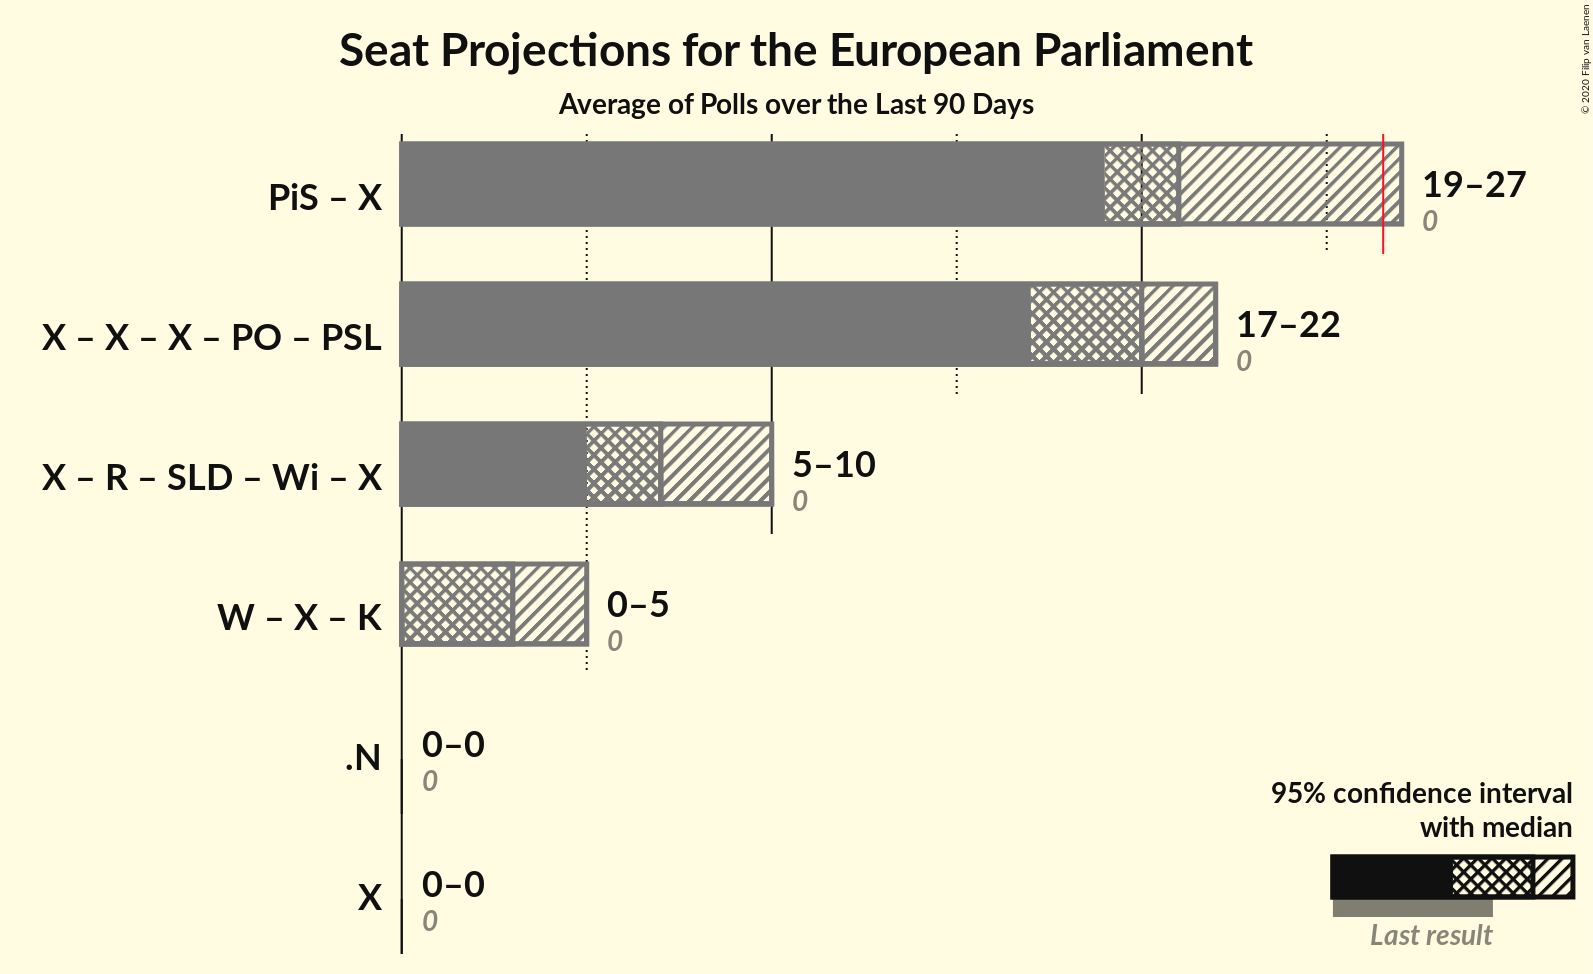 Seat Projections for the European Parliament
Average of Polls over the Last 90 Days
© 2020 Filip van Laenen
PiS – X
19–27
0
X – X – X – PO – PSL
17–22
0
X – R – SLD – Wi – X
5–10
0
W – X – K
0–5
0
.N
0–0
0
X
0–0
0
95% confidence interval
with median
Last result